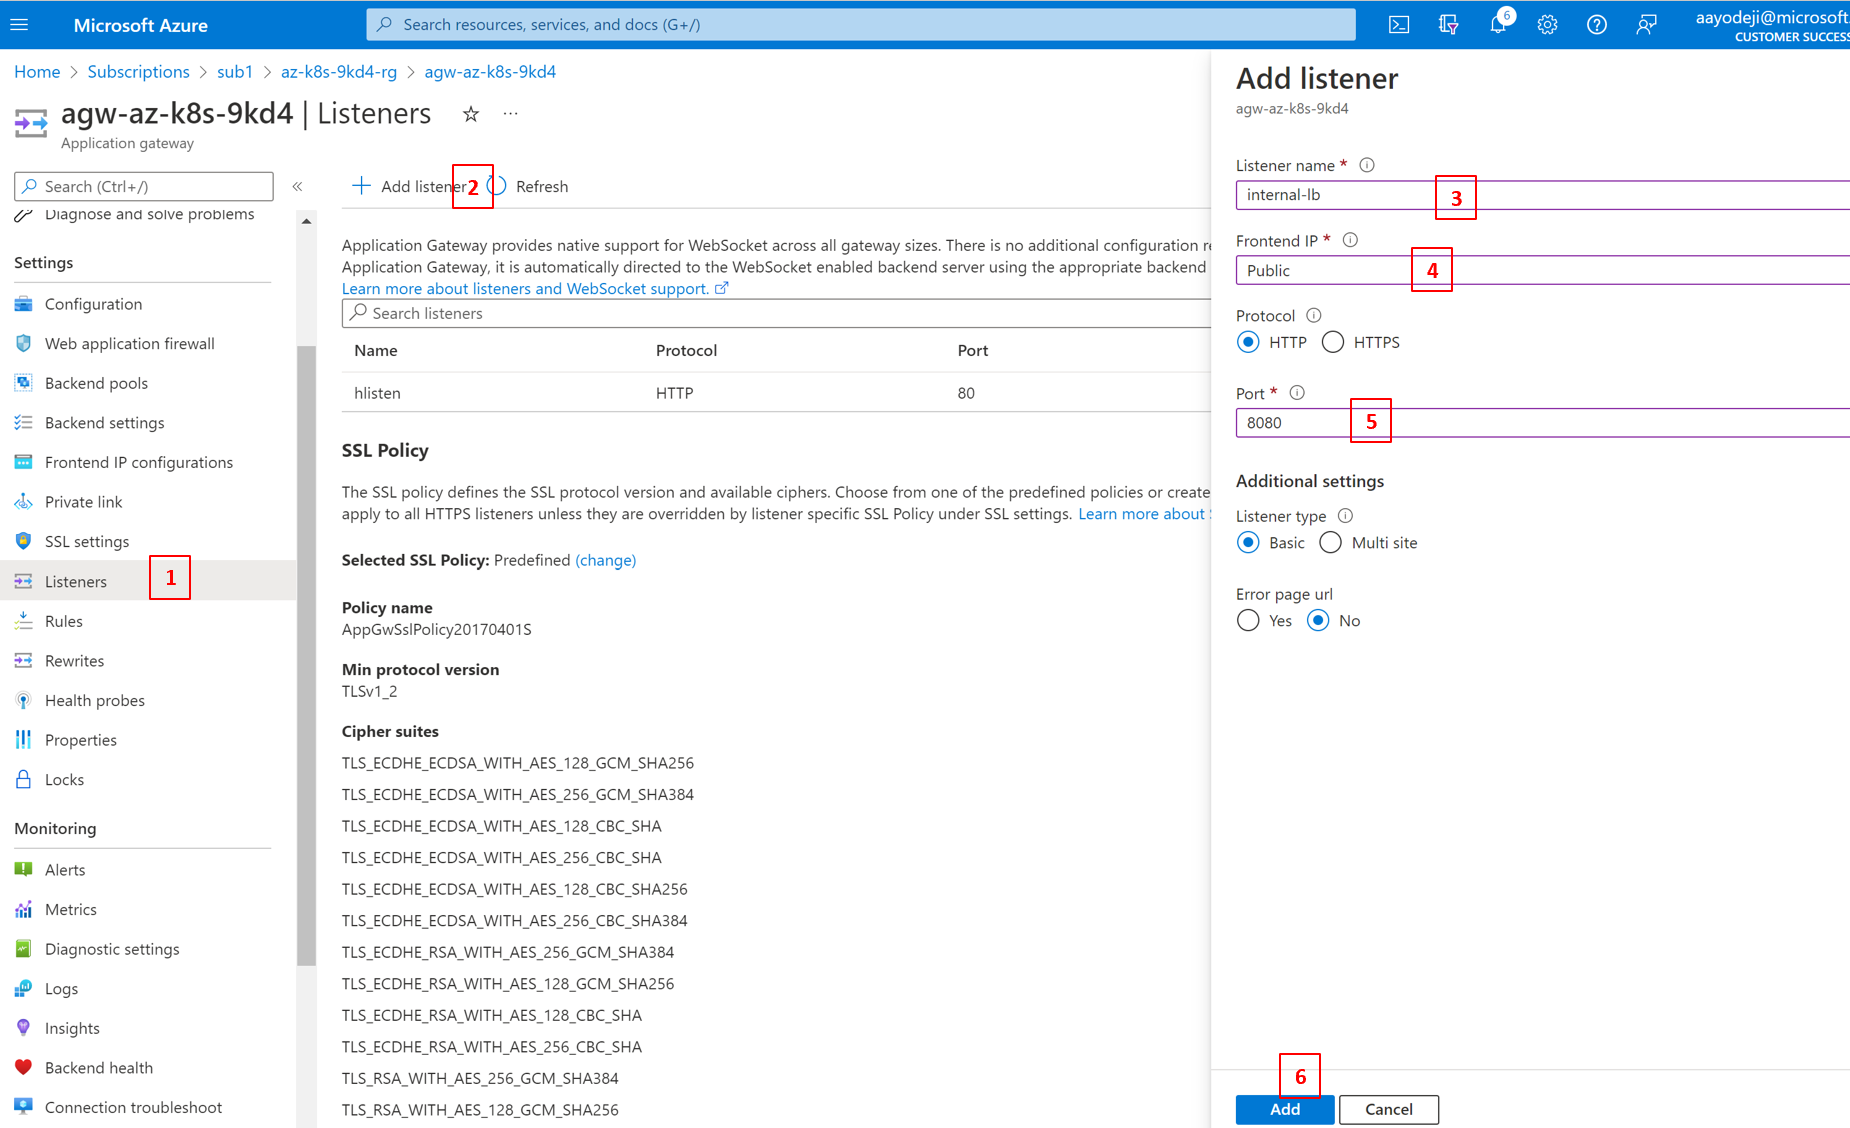 Microsoft Azure
Search resources, services, and docs (G+/)
6
aayodeji@microsoft.
CUSTOMER SUCCESS
Home > Subscriptions > sub1 > az-k8s-9kd4-rg > agw-az-k8s-9kd4
agw-az-k8s-9kd4 | Listeners
Application gateway
Search (Ctrl+/)
Diagnose and solve problems
Settings
Configuration
Web application firewall
Backend pools
Backend settings
Frontend IP configurations
Private link
SSL settings
Listeners 1
Rules
Rewrites
Health probes
Properties
Locks
Monitoring
Alerts
Metrics
Diagnostic settings
Logs
Insights
Backend health
Connection troubleshoot
Add listener 2 Refresh
Application Gateway provides native support for WebSocket across all gateway sizes. There is no additional configuration re
Application Gateway, it is automatically directed to the WebSocket enabled backend server using the appropriate backend
Learn more about listeners and WebSocket support.
Search listeners
Name Protocol Port
hlisten HTTP 80
SSL Policy
The SSL policy defines the SSL protocol version and available ciphers. Choose from one of the predefined policies or create
apply to all HTTPS listeners unless they are overridden by listener specific SSL Policy under SSL settings. Learn more about S
Selected SSL Policy: Predefined (change)
Policy name
AppGwSslPolicy20170401S
Min protocol version
TLSv1_2
Cipher suites
TLS_ECDHE_ECDSA_WITH_AES_128_GCM_SHA256
TLS_ECDHE_ECDSA_WITH_AES_256_GCM_SHA384
TLS_ECDHE_ECDSA_WITH_AES_128_CBC_SHA
TLS_ECDHE_ECDSA_WITH_AES_256_CBC_SHA
TLS_ECDHE_ECDSA_WITH_AES_128_CBC_SHA256
TLS_ECDHE_ECDSA_WITH_AES_256_CBC_SHA384
TLS_ECDHE_RSA_WITH_AES_256_GCM_SHA384
TLS_ECDHE_RSA_WITH_AES_128_GCM_SHA256
TLS_ECDHE_RSA_WITH_AES_128_CBC_SHA
TLS_ECDHE_RSA_WITH_AES_256_CBC_SHA
TLS_RSA_WITH_AES_256_GCM_SHA384
TLS_RSA_WITH_AES_128_GCM_SHA256
Add listener
agw-az-k8s-9kd4
Listener name *
internal-lb 3
Frontend IP *
Public 4
Protocol
HTTP HTTPS
Port *
8080 5
Additional settings
Listener type
Basic Multi site
Error page url
Yes No
6
Add Cancel